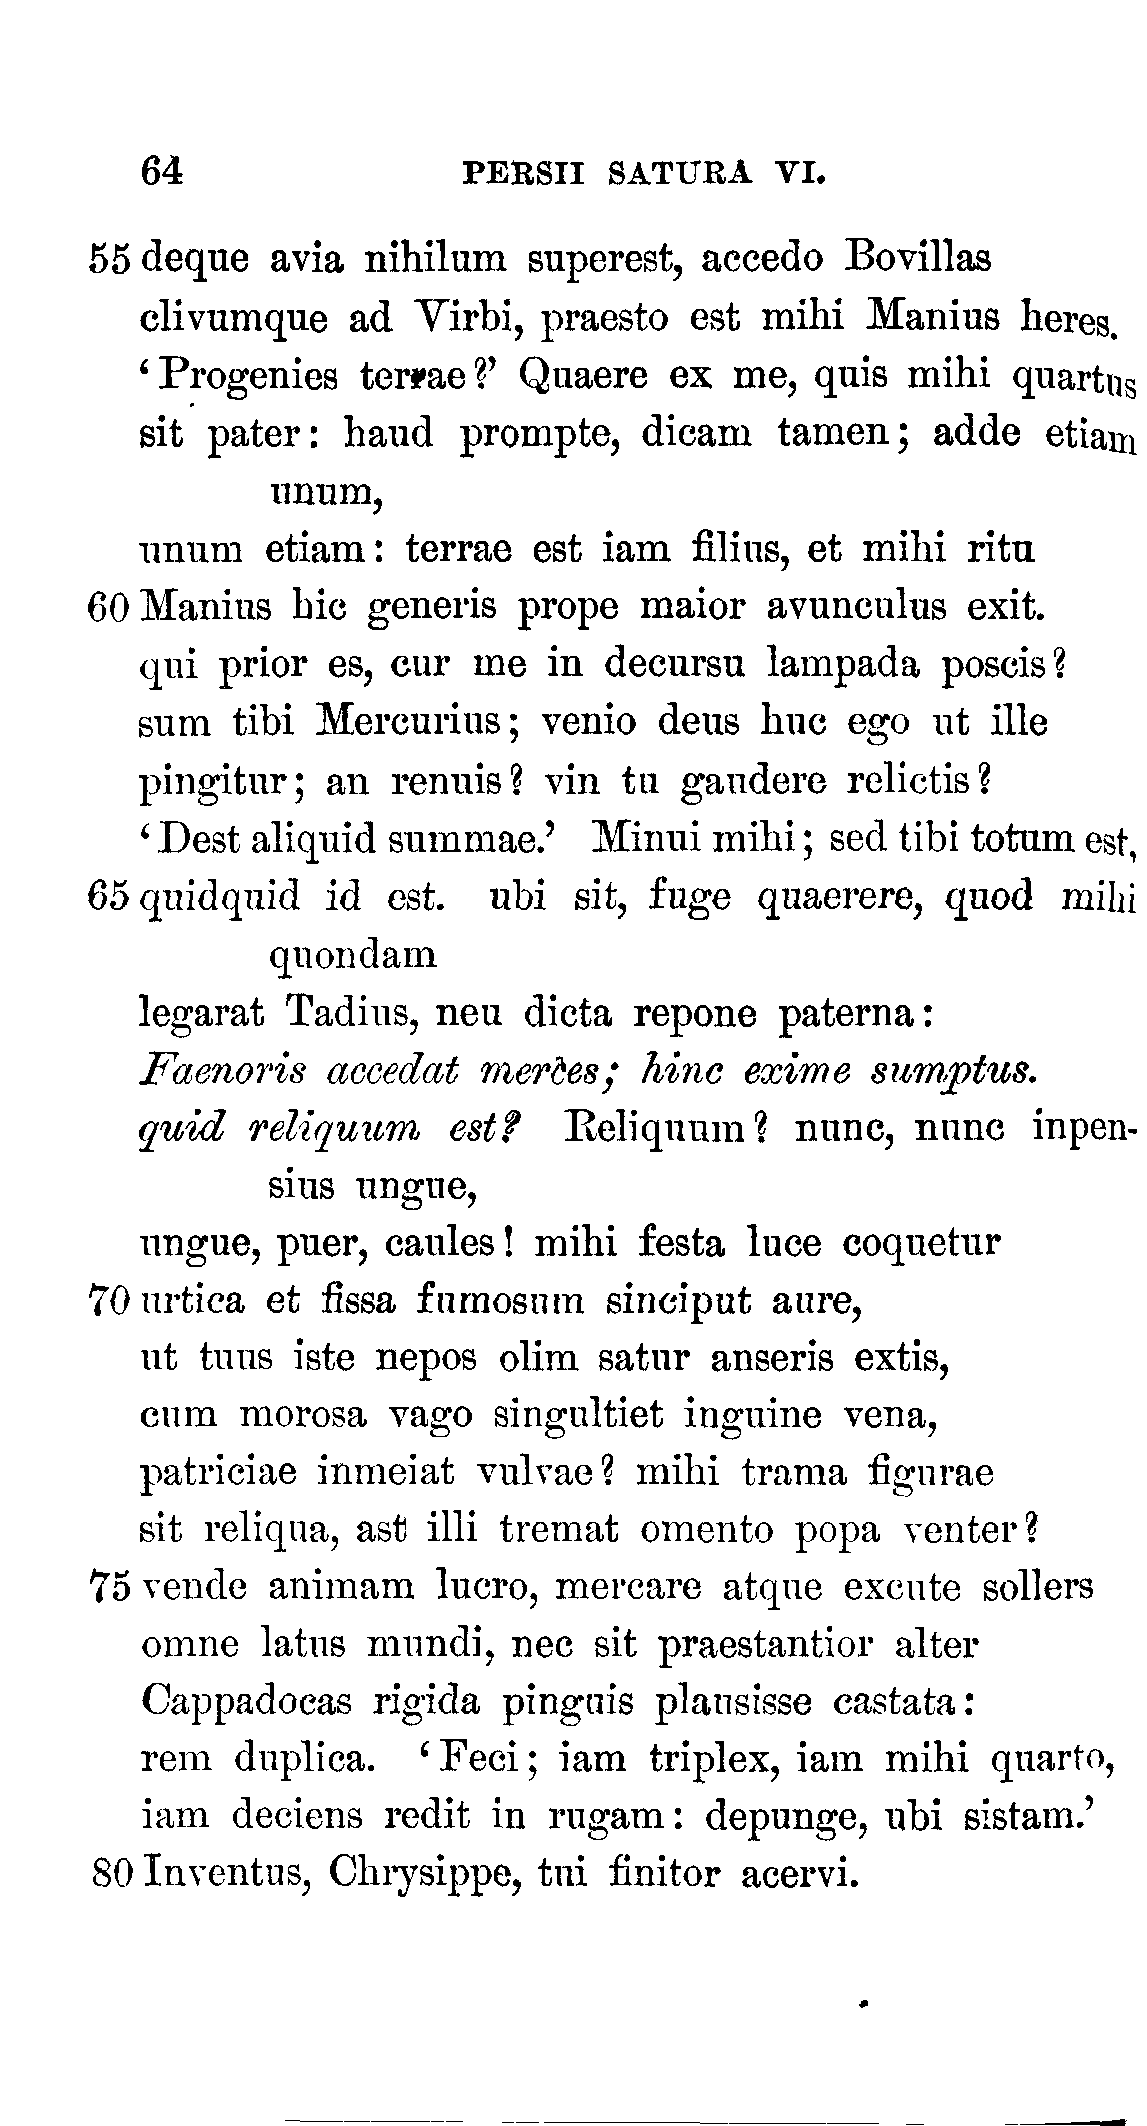 64 PERSII SATURA VI.
55 deque avia nihilum superest, accedo Bovillas
clivumque ad Virbi, praesto est mihi Manius heres.
‘Progenies terrae?’ Quaere ex me, quis mihi quartus
sit pater: haud prompte, dicam tamen; adde etiam
unum,
unum etiam: terrae est iam filius, et mihi ritu
60 Manius hic generis prope maior avunculus exit.
qui prior es, cur me in decursu lampada poscis?
sum tibi Mercurius; venio deus huc ego ut ille
pingitur; an renuis? vin tu gaudere relictis?
‘Dest aliquid summae.’ Minui mihi; sed tibi totum est,
65 quidquid id est. ubi sit, fuge quaerere, quod mihi
quondam
legarat Tadius, neu dicta repone paterna:
Faenoris accedat merces; hinc exime sumptus.
quid reliquum est? Reliquum? nunc, nunc inpen-
sius ungue,
ungue, puer, caules! mihi festa luce coquetur
70 urtica et fissa fumosum sinciput aure,
ut tuus iste nepos olim satur anseris extis,
cum morosa vago singultiet inguine vena,
patriciae inmeiat vulvae? mihi trama figurae
sit reliqua, ast illi tremat omento popa venter?
75 vende animam lucro, mercare atque excute sollers
omne latus mundi, nec sit praestantior alter
Cappadocas rigida pinguis plausisse castata:
rem duplica. ‘Feci; iam triplex, iam mihi quarto,
iam deciens redit in rugam: depunge, ubi sistam.’
80 Inventus, Chrysippe, tui finitor acervi.